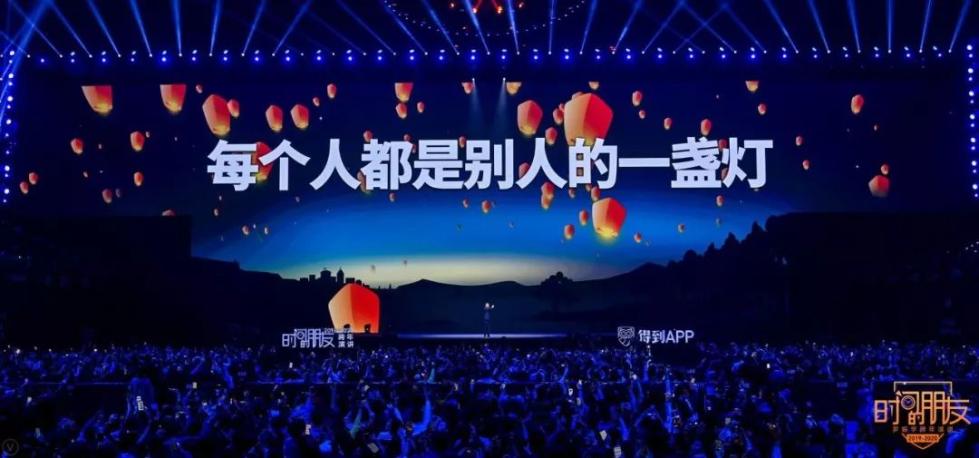 每个人都是别人的一盏灯
时间的朋友
跨年
演讲
得到APP
时间的朋友
罗振宇跨年演讲
2019-2020